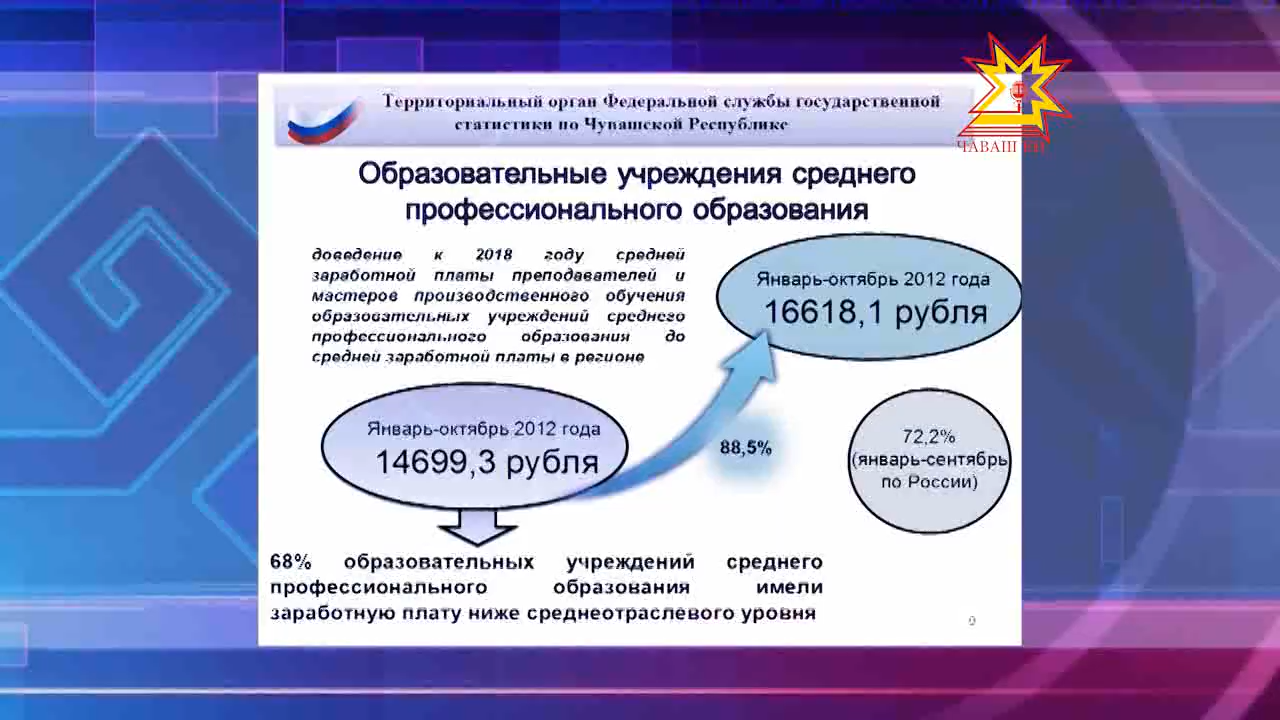 Территориальный орган Федеральной службы государственной
статистики по Чувашской Республике
ЧАВАШ ЕН
Образовательные учреждения среднего
профессионального образования
доведение к 2018 году средней
заработной платы преподавателей и
мастеров производственного обучения
образовательных учреждений среднего
профессионального образования до
средней заработной платы в регионе
Январь-октябрь 2012 года
16618,1 рубля
Январь-октябрь 2012 года
14699,3 рубля
88,5%
72,2%
(январь-сентябрь
по России)
68% образовательных учреждений среднего
профессионального образования имели
заработную плату ниже среднеотраслевого уровня
9